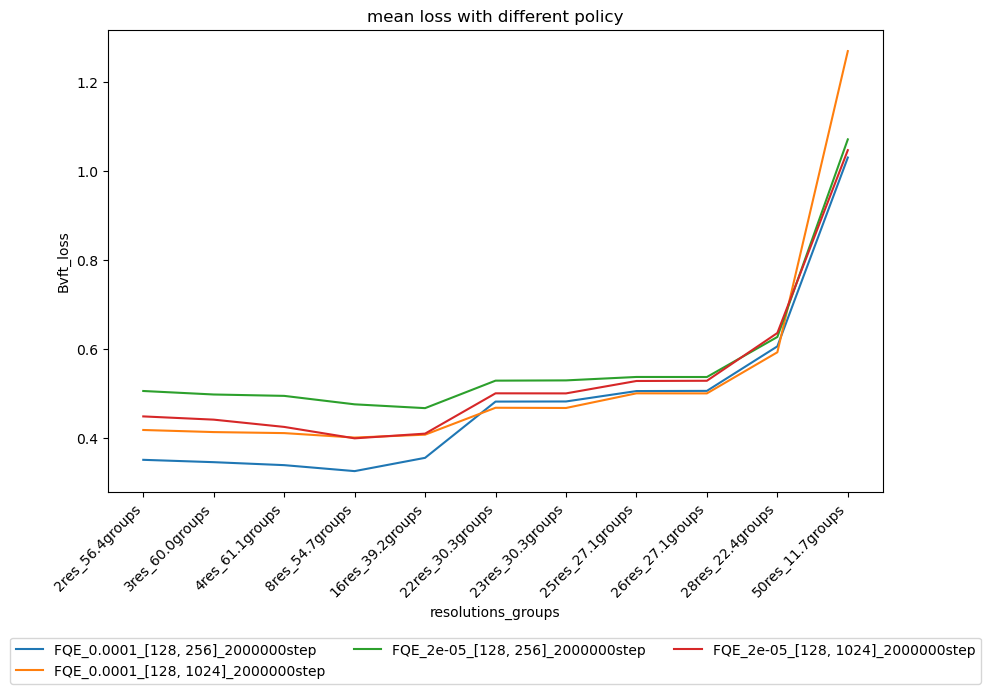 mean loss with different policy
Bvft_loss
1.2
1.0
0.8
0.6
0.4
2res_56.4groups
3res_60.0groups
4res_61.1groups
8res_54.7groups
16res_39.2groups
22res_30.3groups
23res_30.3groups
25res_27.1groups
26res_27.1groups
28res_22.4groups
50res_11.7groups
resolutions_groups
FQE_0.0001_[128, 256]_2000000step
FQE_0.0001_[128, 1024]_2000000step
FQE_2e-05_[128, 256]_2000000step
FQE_2e-05_[128, 1024]_2000000step